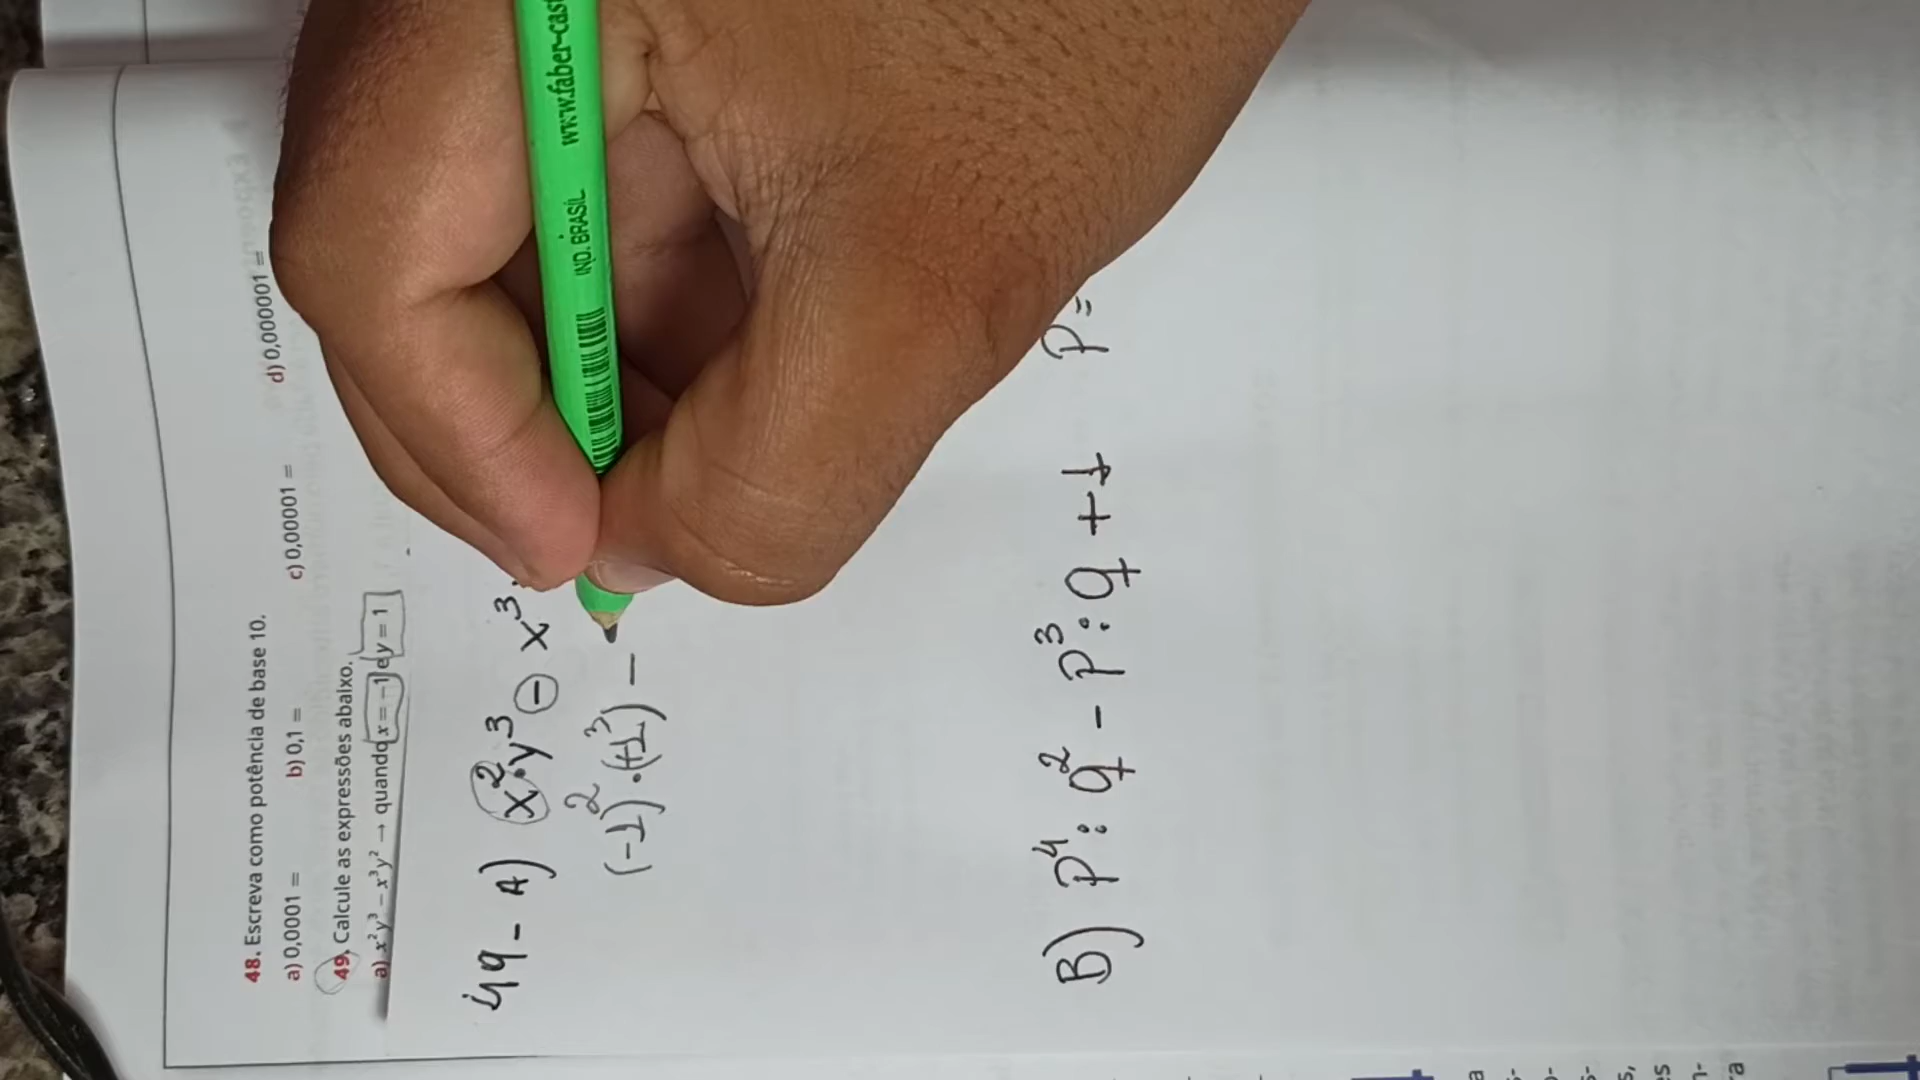 48. Escreva como potência de base 10.
a) 0,0001 = b) 0,1 = c) 0,00001 = d) 0,000001 =
49. Calcule as expressões abaixo.
a) x²y³ − x³y² → quando x = −1 e y = 1
49 - A) x²·y³ - x³·
(-1)²·(+1³) -
B) P⁴: q² - P³: q + 1 P=
www.faber-cast
IND. BRASIL